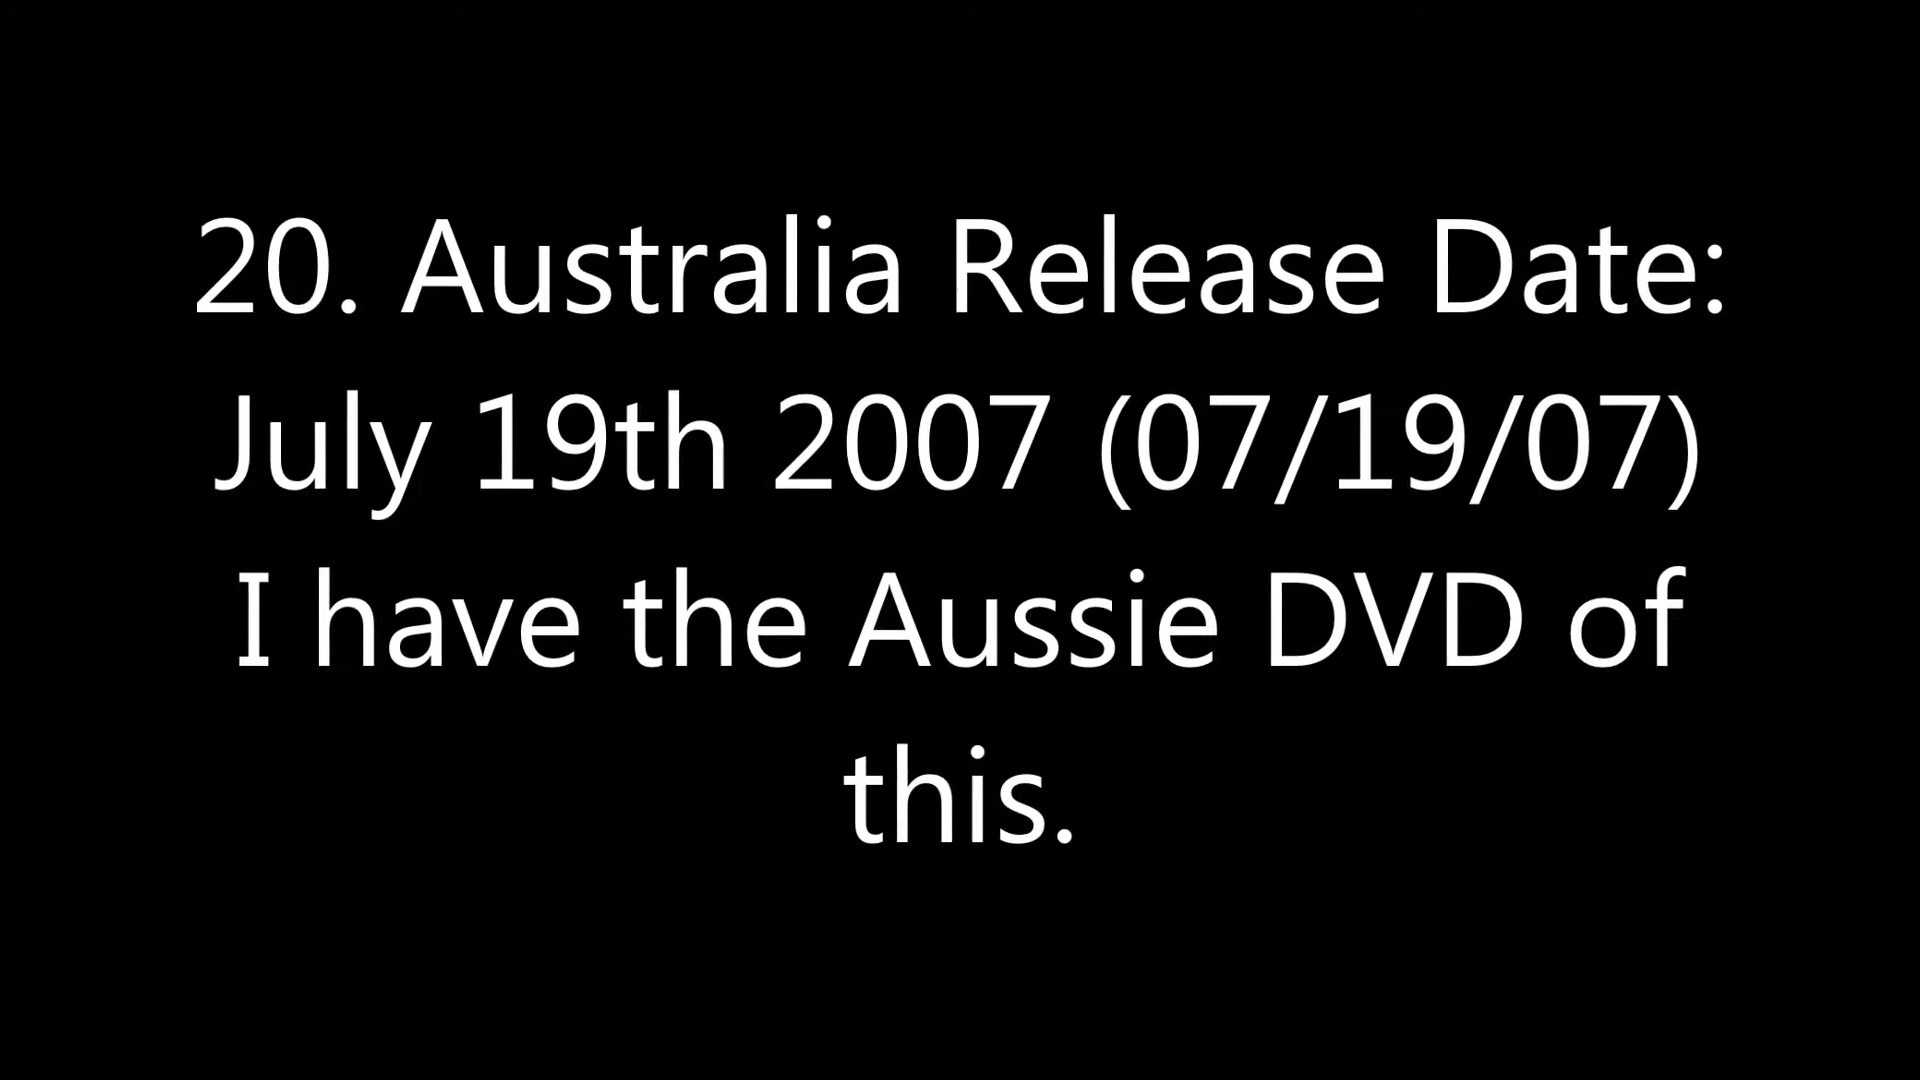 20. Australia Release Date:
July 19th 2007 (07/19/07)
I have the Aussie DVD of
this.